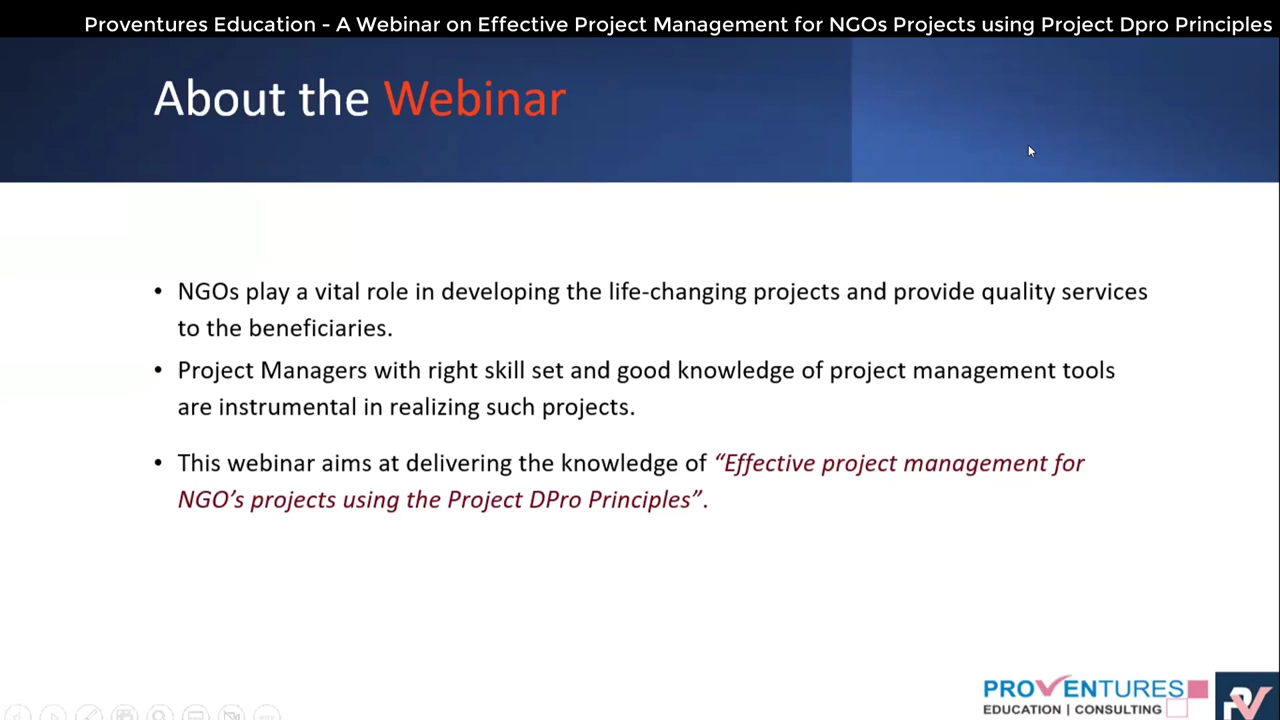 Proventures Education - A Webinar on Effective Project Management for NGOs Projects using Project Dpro Principles
About the Webinar
• NGOs play a vital role in developing the life-changing projects and provide quality services
to the beneficiaries.
• Project Managers with right skill set and good knowledge of project management tools
are instrumental in realizing such projects.
• This webinar aims at delivering the knowledge of “Effective project management for
NGO’s projects using the Project DPro Principles”.
PROVENTURES
EDUCATION | CONSULTING
PV